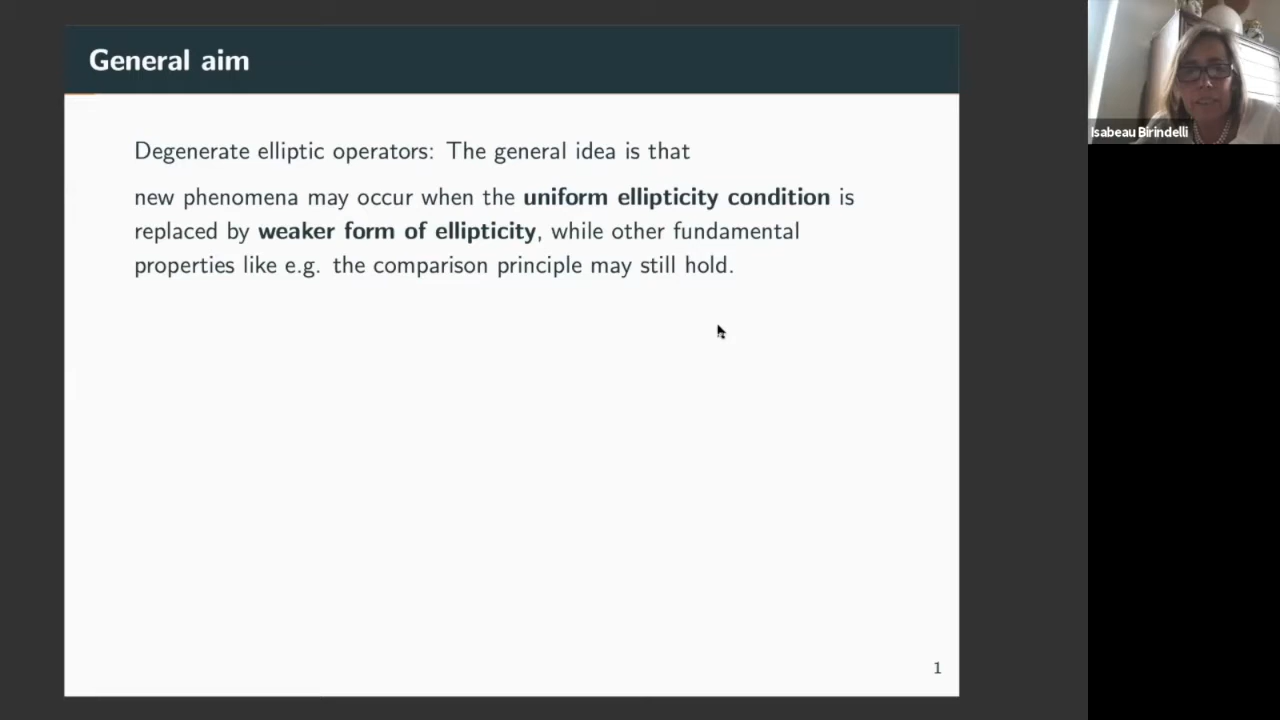 General aim
Degenerate elliptic operators: The general idea is that
new phenomena may occur when the uniform ellipticity condition is
replaced by weaker form of ellipticity, while other fundamental
properties like e.g. the comparison principle may still hold.
1
Isabeau Birindelli